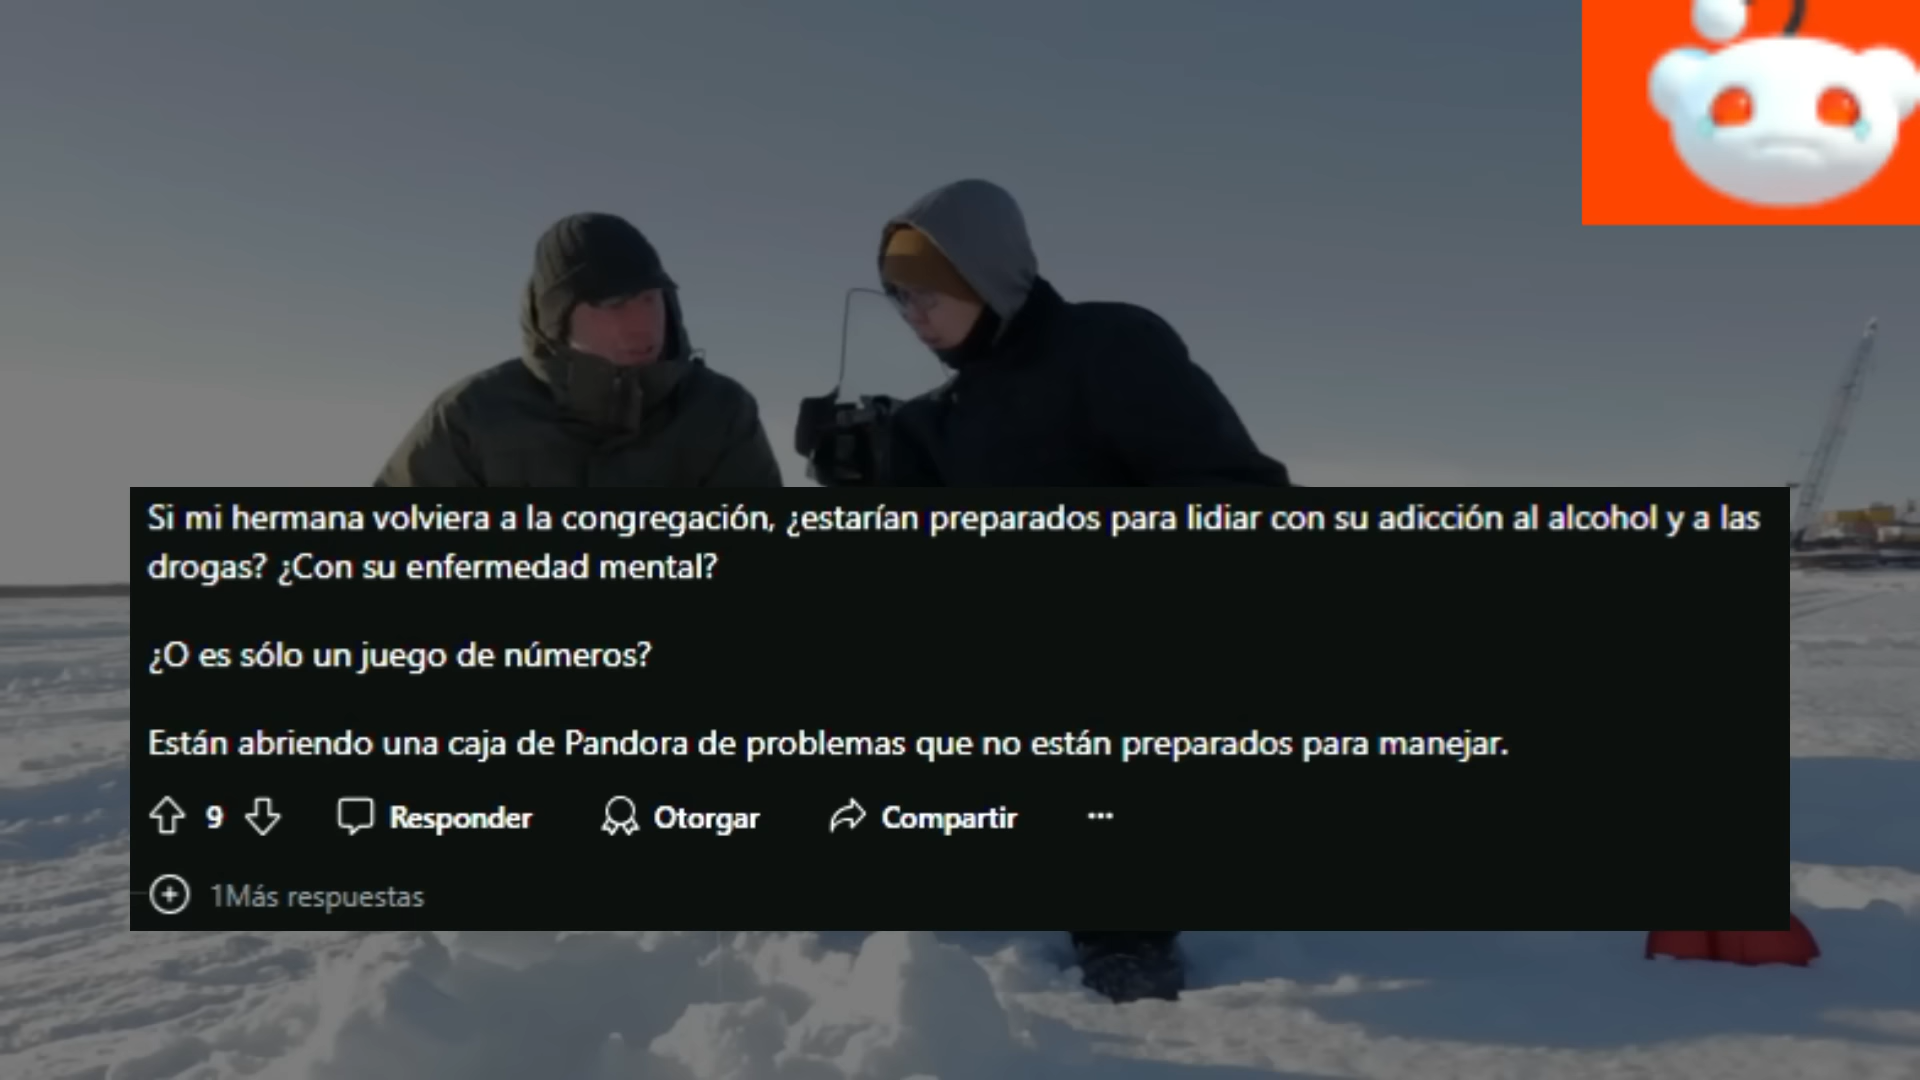 Si mi hermana volviera a la congregación, ¿estarían preparados para lidiar con su adicción al alcohol y a las
drogas? ¿Con su enfermedad mental?
¿O es sólo un juego de números?
Están abriendo una caja de Pandora de problemas que no están preparados para manejar.
9 Responder Otorgar Compartir ...
1Más respuestas